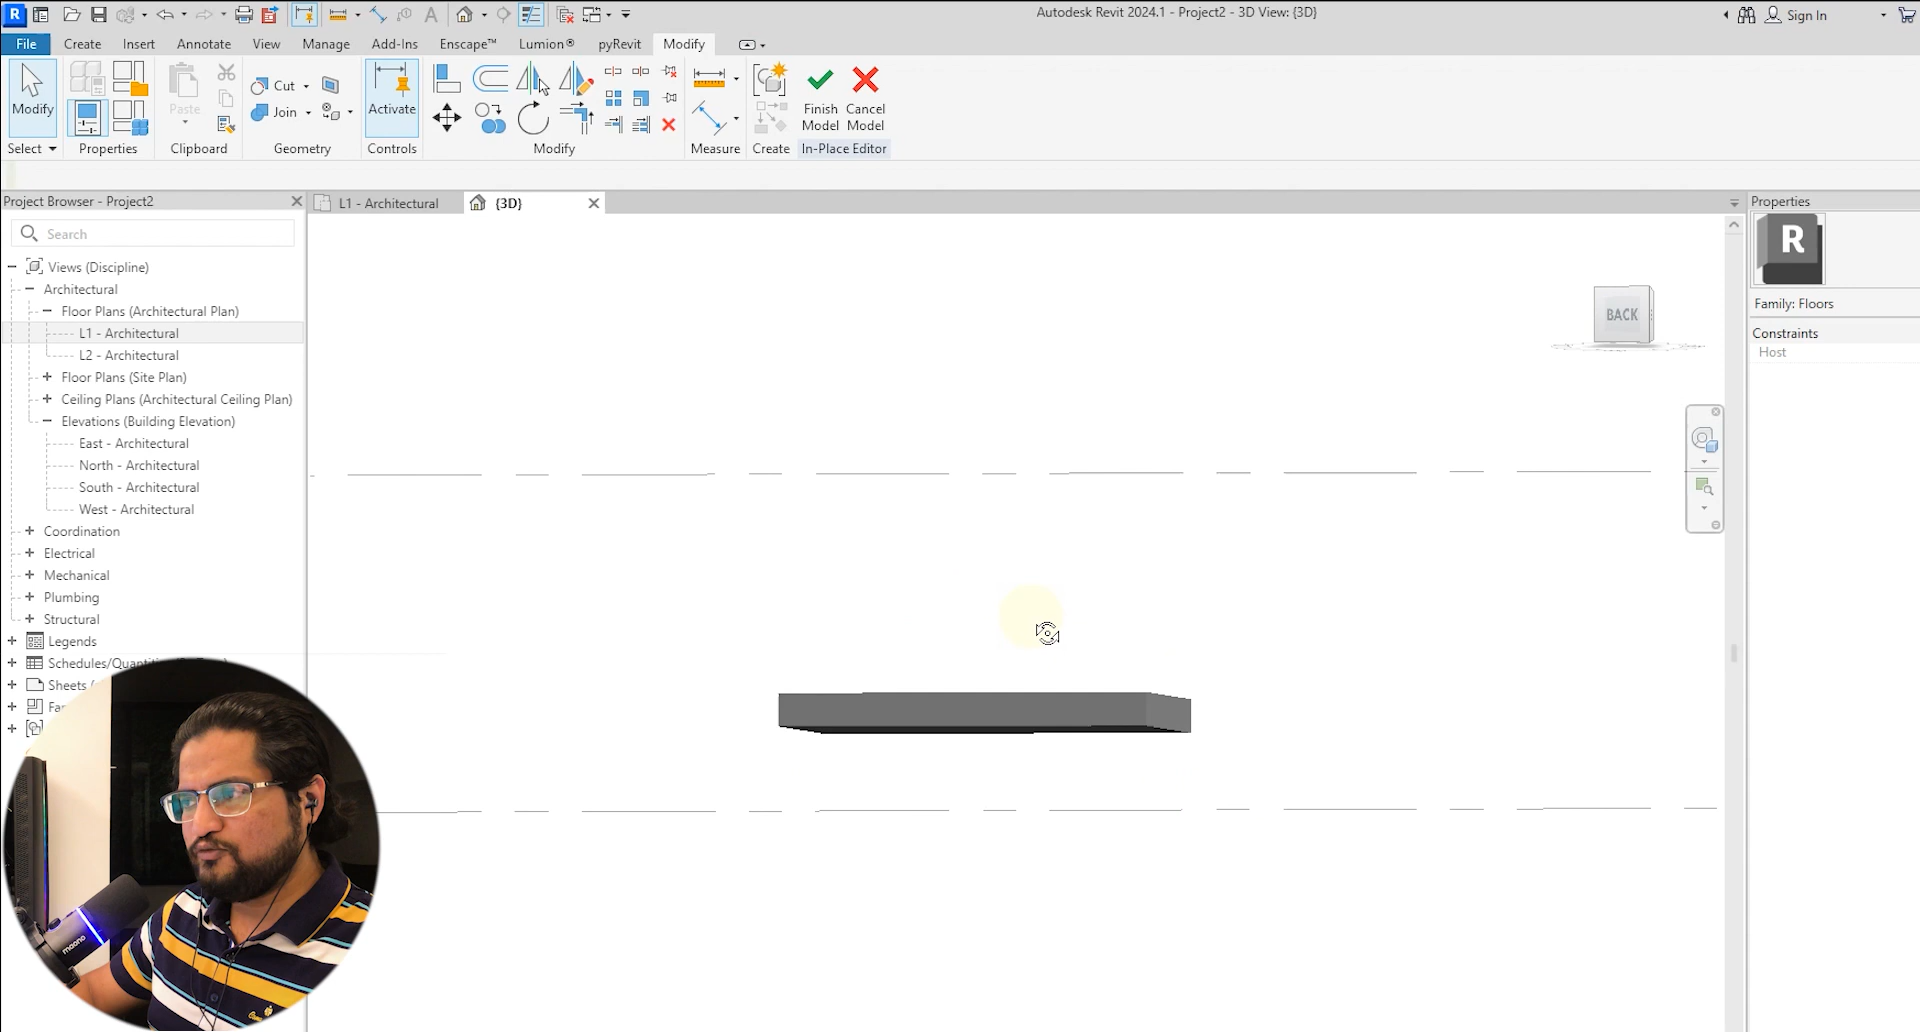 R
Autodesk Revit 2024.1 - Project2 - 3D View: {3D}
Sign In
File
Create
Insert
Annotate
View
Manage
Add-Ins
Enscape™
Lumion®
pyRevit
Modify
Modify
Paste
Cut
Join
Activate
Finish Model
Cancel Model
Select
Properties
Clipboard
Geometry
Controls
Modify
Measure
Create
In-Place Editor
Project Browser - Project2
L1 - Architectural
{3D}
Properties
Search
R
Views (Discipline)
Architectural
Floor Plans (Architectural Plan)
L1 - Architectural
L2 - Architectural
Floor Plans (Site Plan)
Ceiling Plans (Architectural Ceiling Plan)
Elevations (Building Elevation)
East - Architectural
North - Architectural
South - Architectural
West - Architectural
Coordination
Electrical
Mechanical
Plumbing
Structural
Legends
Sheets
BACK
Family: Floors
Constraints
Host
maono